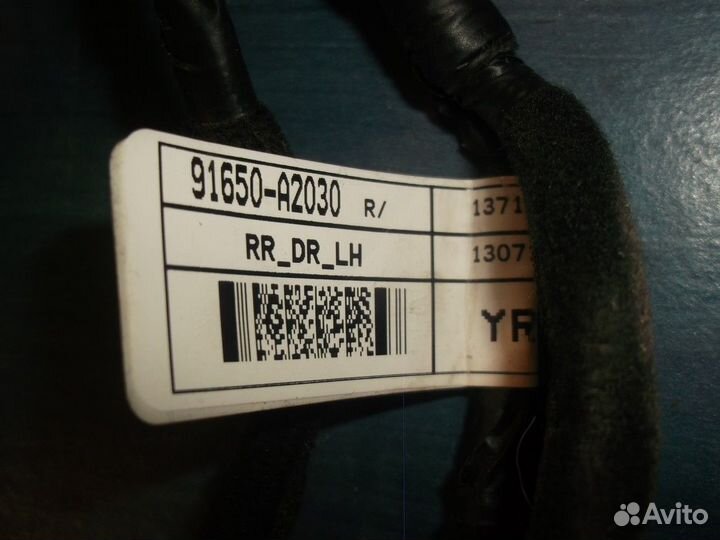 91650-A2030 R/
1371
RR_DR_LH
1307
YR
Avito